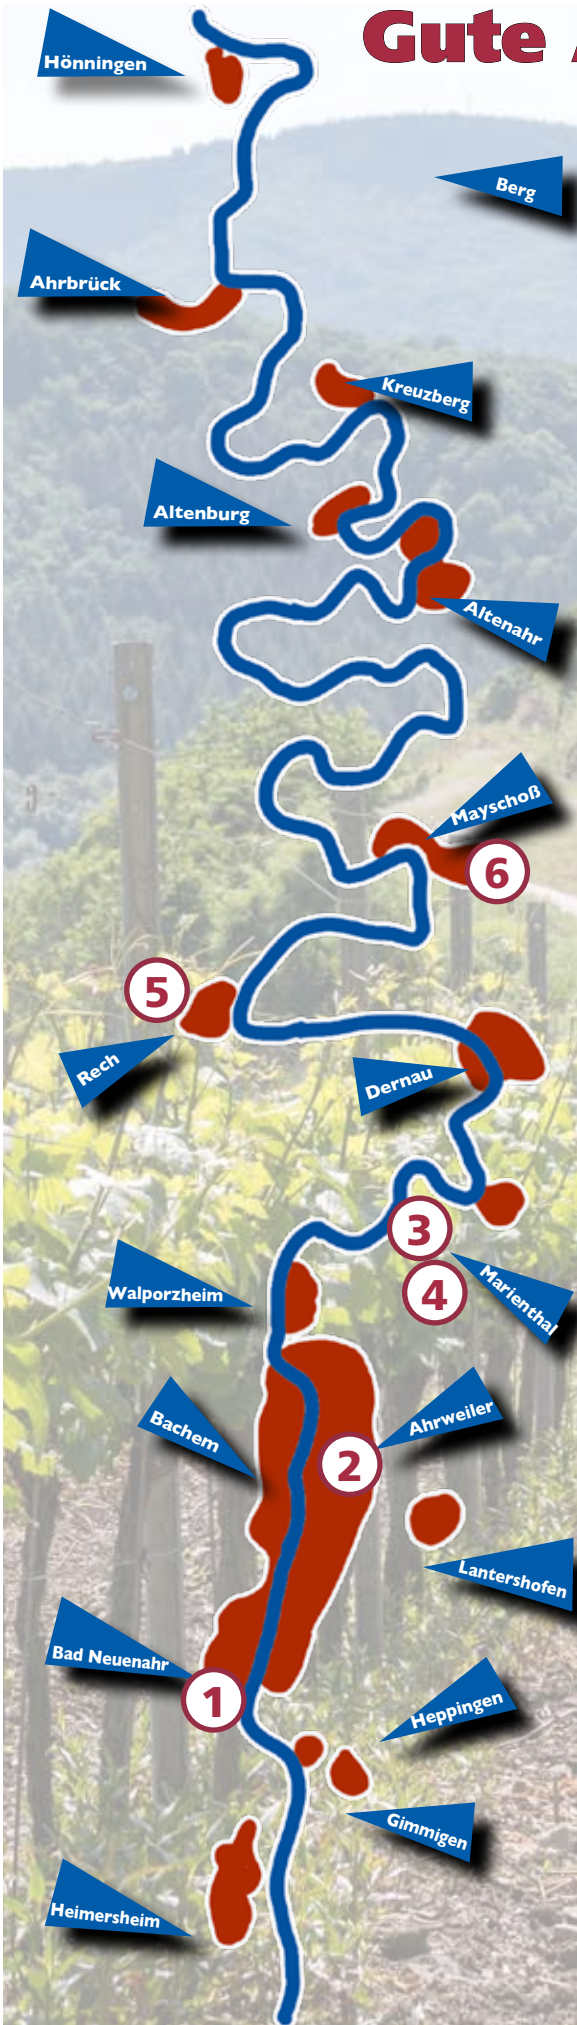 Gute
Hönningen
Berg
Ahrbrück
Kreuzberg
Altenburg
Altenahr
Mayschoß
6
5
Rech
Dernau
3
Marienthal
4
Walporzheim
Bachem
Ahrweiler
2
Lantershofen
Bad Neuenahr
1
Heppingen
Gimmigen
Heimersheim